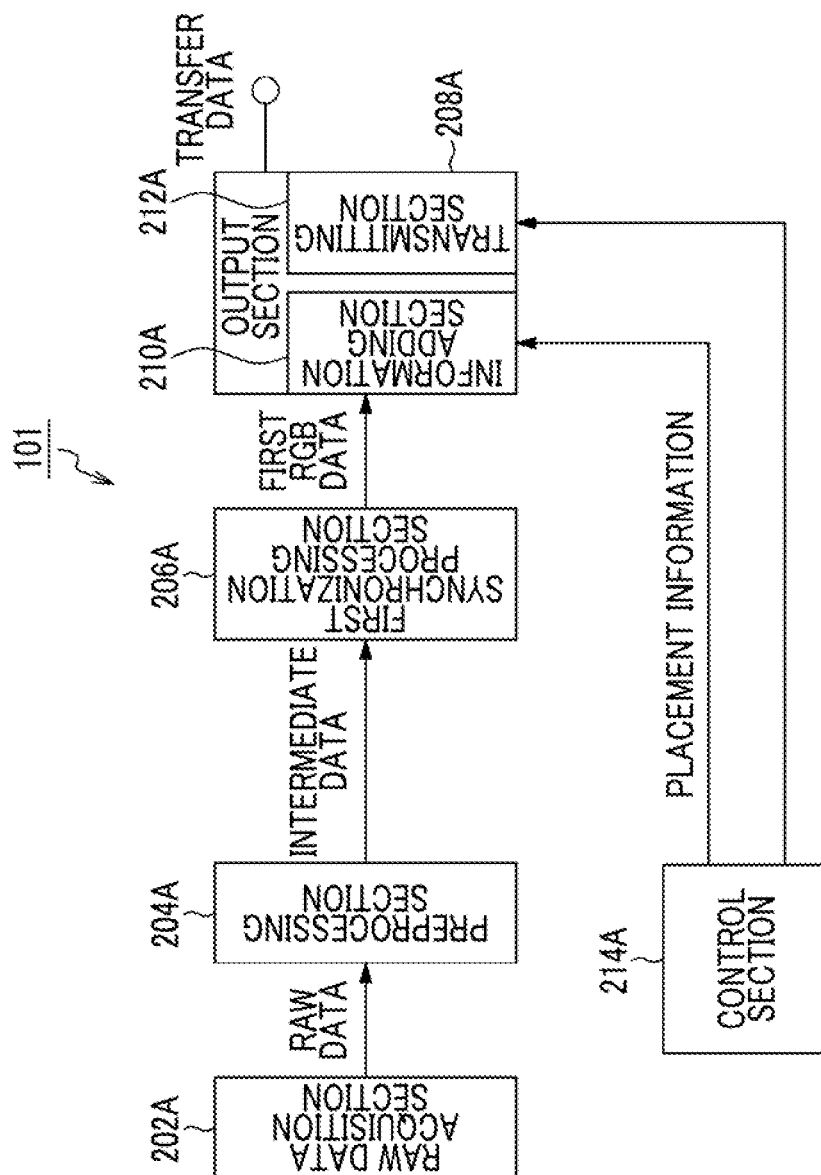 101
202A
RAW DATA
ACQUISITION
SECTION
RAW
DATA
204A
PREPROCESSING
SECTION
INTERMEDIATE
DATA
206A
FIRST
SYNCHRONIZATION
PROCESSING
SECTION
FIRST
RGB
DATA
210A
OUTPUT
SECTION
212A
INFORMATION
ADDING
SECTION
TRANSMITTING
SECTION
208A
TRANSFER
DATA
214A
CONTROL
SECTION
PLACEMENT INFORMATION